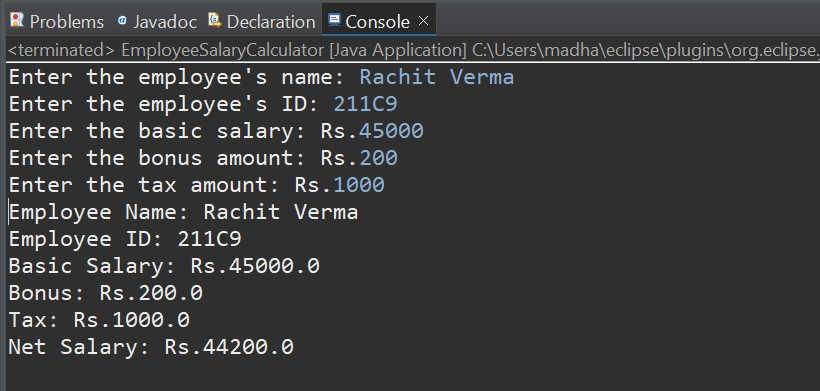 Problems Javadoc Declaration Console
<terminated> EmployeeSalaryCalculator [Java Application] C:\Users\madha\eclipse\plugins\org.eclipse.
Enter the employee's name: Rachit Verma
Enter the employee's ID: 211C9
Enter the basic salary: Rs.45000
Enter the bonus amount: Rs.200
Enter the tax amount: Rs.1000
Employee Name: Rachit Verma
Employee ID: 211C9
Basic Salary: Rs.45000.0
Bonus: Rs.200.0
Tax: Rs.1000.0
Net Salary: Rs.44200.0